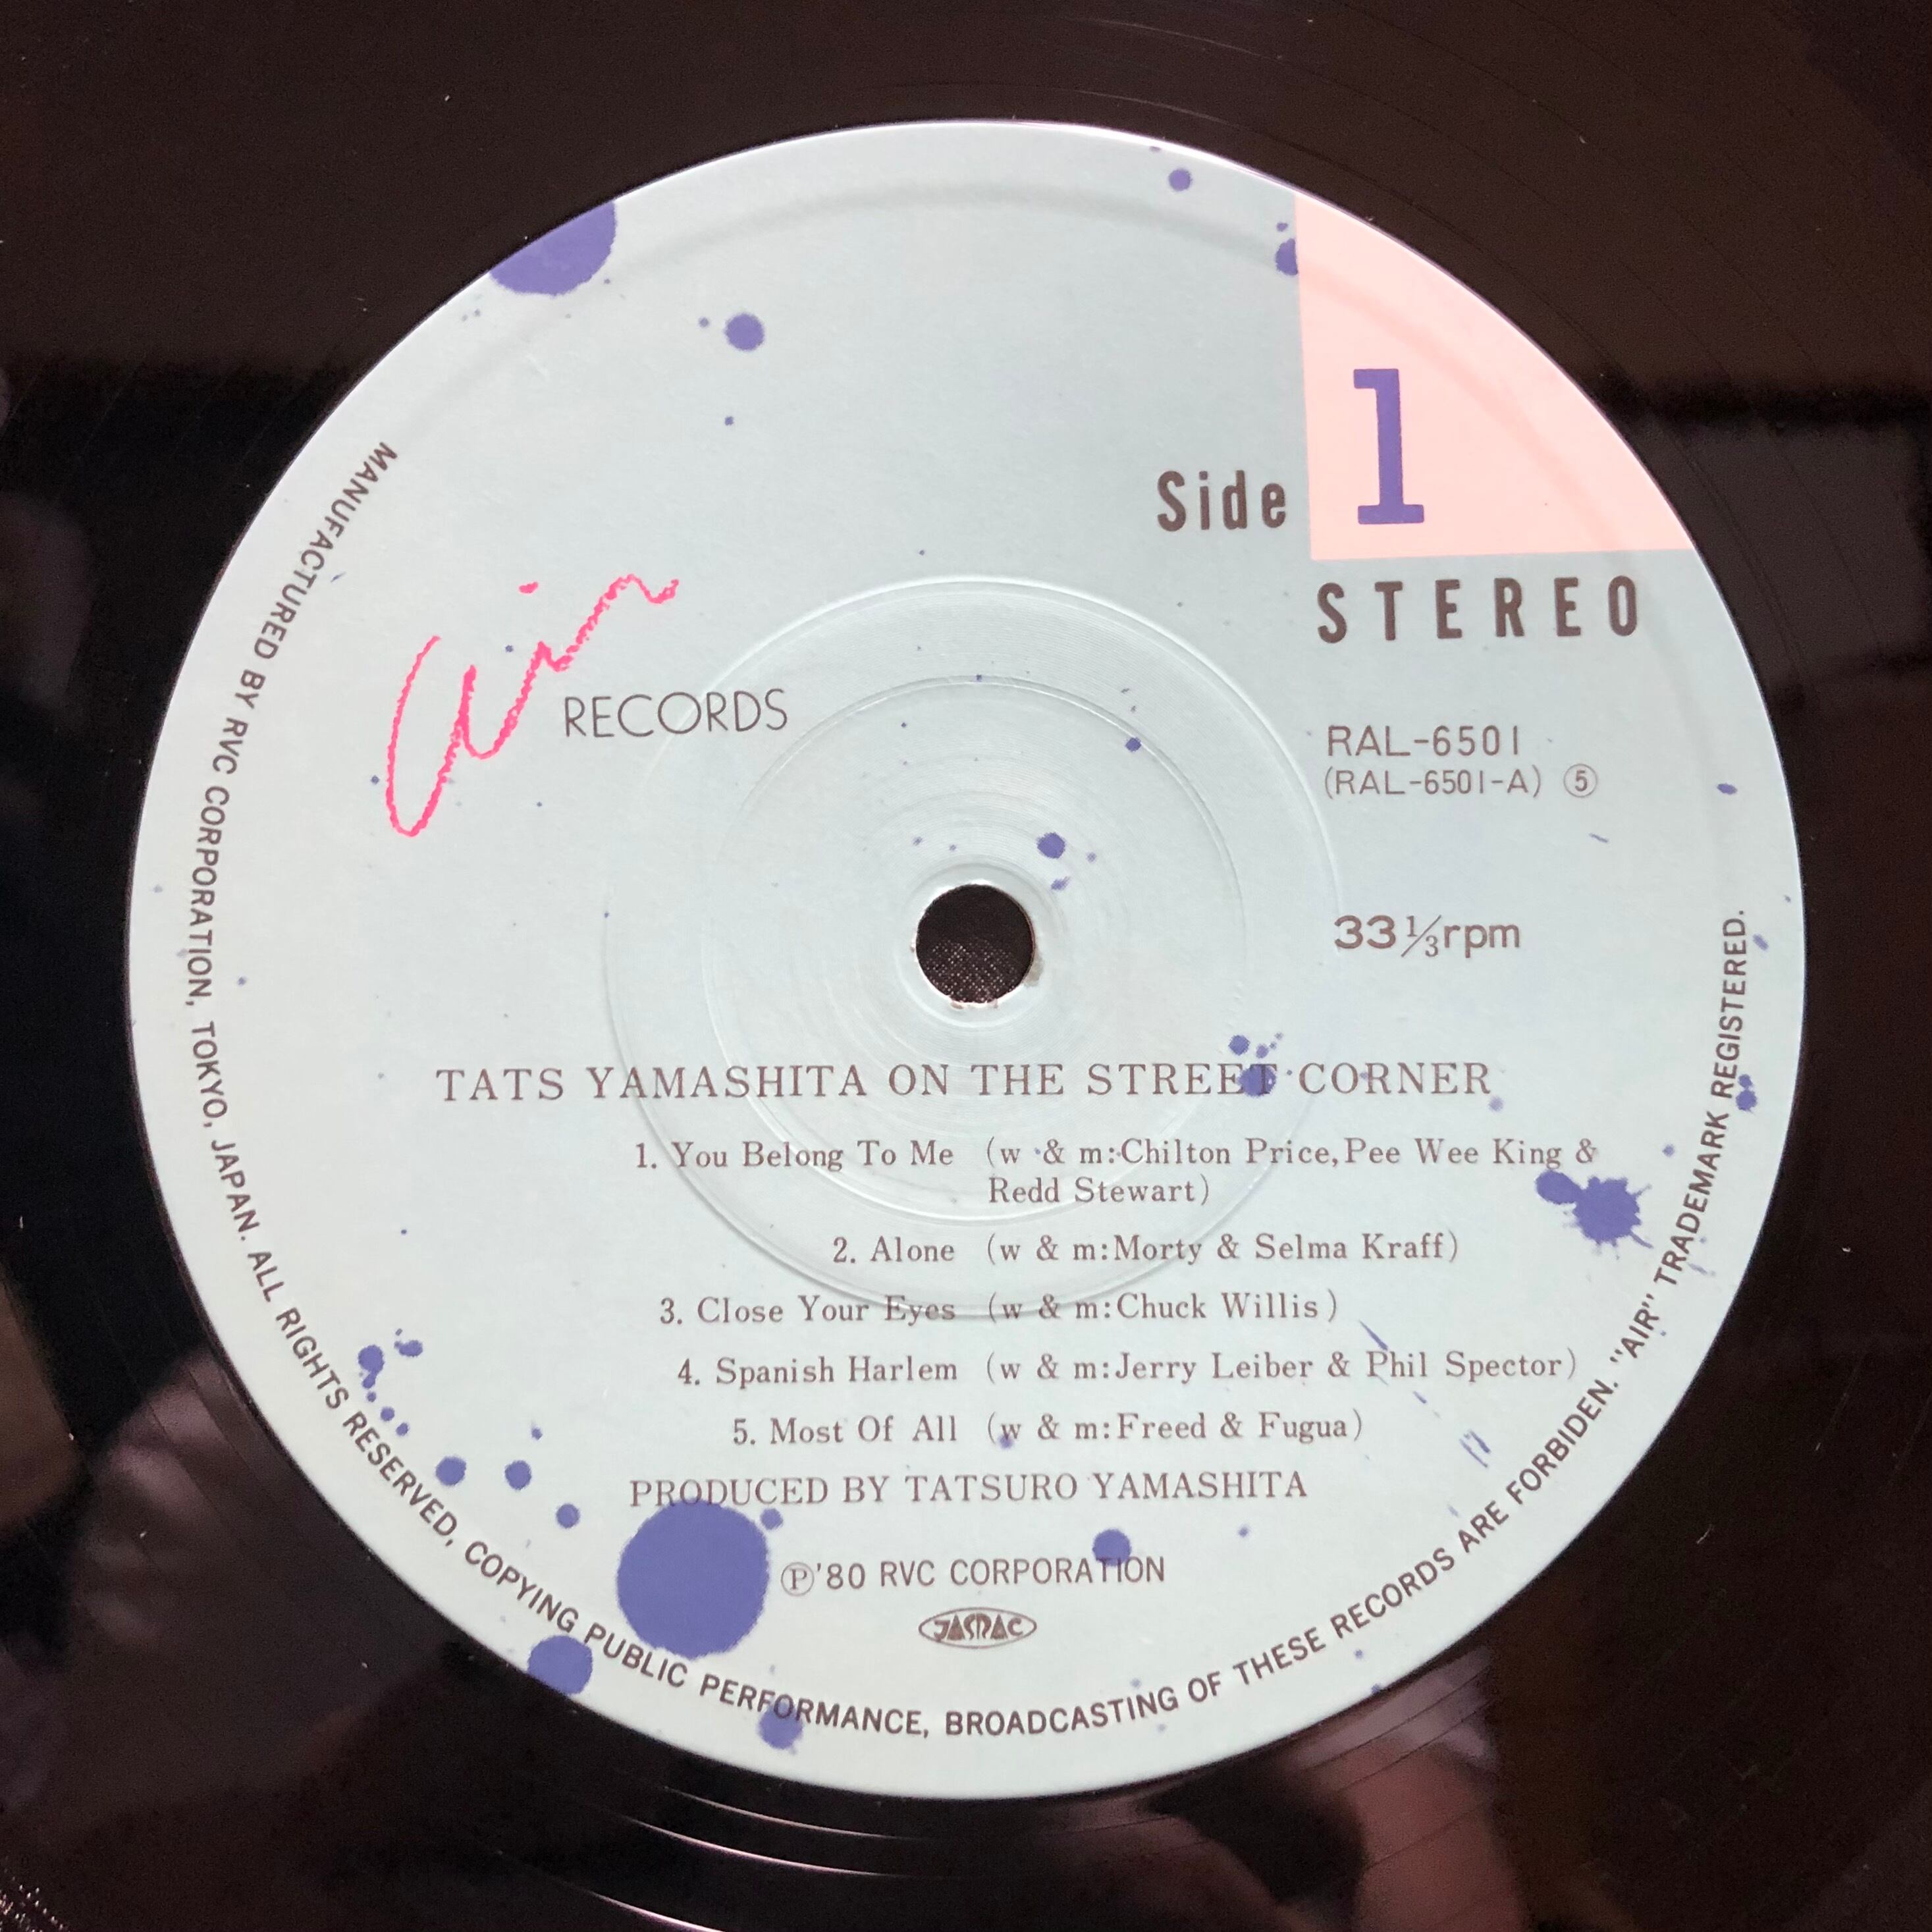 Side 1
STEREO
air
RECORDS
RAL-6501
(RAL-6501-A) ⑤
33⅓rpm
TATS YAMASHITA ON THE STREET CORNER
1. You Belong To Me (w & m:Chilton Price,Pee Wee King &
Redd Stewart)
2. Alone (w & m:Morty & Selma Kraff)
3. Close Your Eyes (w & m:Chuck Willis)
4. Spanish Harlem (w & m:Jerry Leiber & Phil Spector)
5. Most Of All (w & m:Freed & Fugua)
PRODUCED BY TATSURO YAMASHITA
Ⓟ'80 RVC CORPORATION
JASRAC
MANUFACTURED BY RVC CORPORATION, TOKYO, JAPAN. ALL RIGHTS RESERVED, COPYING PUBLIC PERFORMANCE, BROADCASTING OF THESE RECORDS ARE FORBIDEN. "AIR" TRADEMARK REGISTERED.